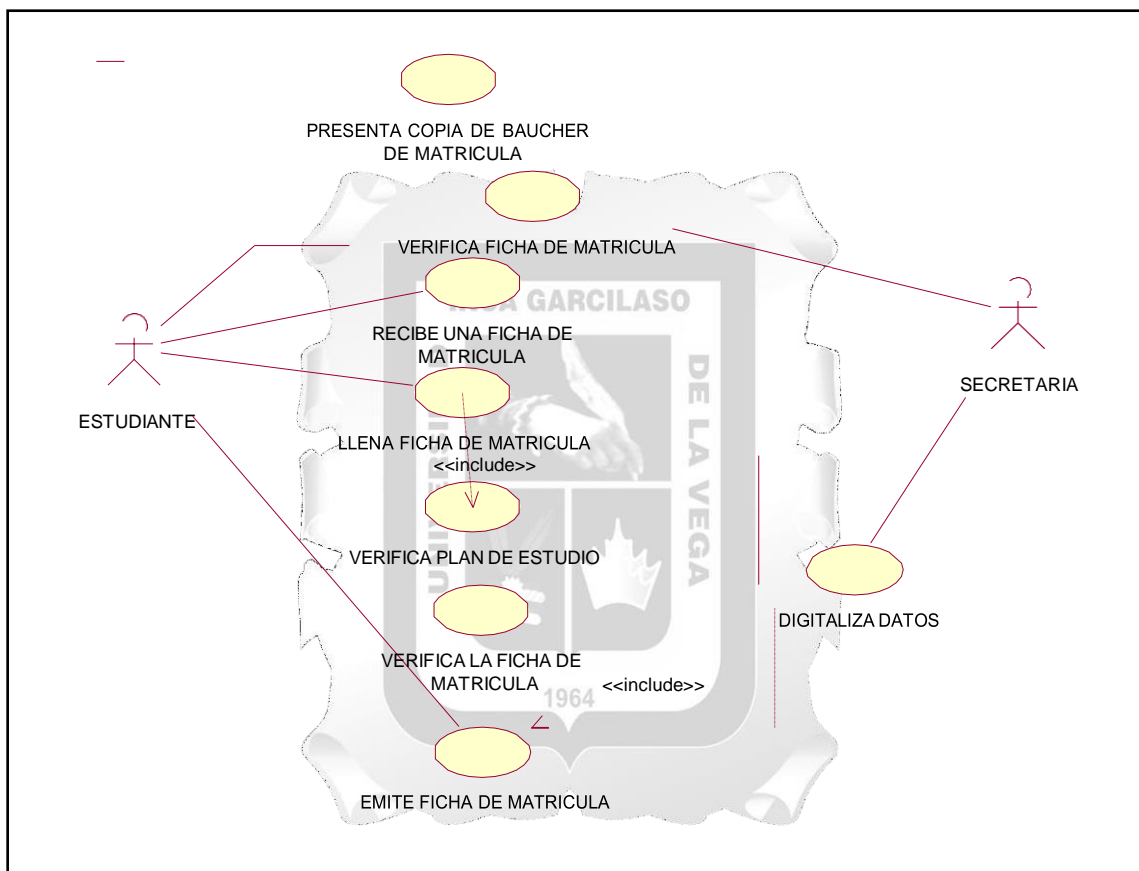 PRESENTA COPIA DE BAUCHER
DE MATRICULA
VERIFICA FICHA DE MATRICULA
GARCILASO
RECIBE UNA FICHA DE
MATRICULA
DE LA VEGA
ESTUDIANTE
SECRETARIA
LLENA FICHA DE MATRICULA
<<include>>
VERIFICA PLAN DE ESTUDIO
DIGITALIZA DATOS
VERIFICA LA FICHA DE
MATRICULA
<<include>>
1964
EMITE FICHA DE MATRICULA